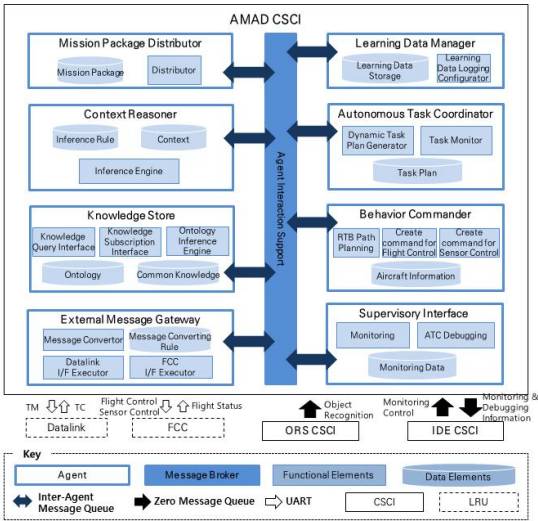 AMAD CSCI
Mission Package Distributor
Mission Package
Distributor
Context Reasoner
Inference Rule
Context
Inference Engine
Knowledge Store
Knowledge
Query Interface
Knowledge
Subscription
Interface
Ontology
Inference
Engine
Ontology
Common Knowledge
External Message Gateway
Message Convertor
Message Converting
Rule
Datalink
I/F Executor
FCC
I/F Executor
Agent Interaction Support
Learning Data Manager
Learning Data
Storage
Learning
Data Logging
Configurator
Autonomous Task Coordinator
Dynamic Task
Plan Generator
Task Monitor
Task Plan
Behavior Commander
RTB Path
Planning
Create
command for
Flight Control
Create
command for
Sensor Control
Aircraft Information
Supervisory Interface
Monitoring
ATC Debugging
Monitoring Data
TM
TC
Datalink
Flight Control
Sensor Control
Flight Status
FCC
Object
Recognition
ORS CSCI
Monitoring
Control
Monitoring &
Debugging
Information
IDE CSCI
Key
Agent
Message Broker
Functional Elements
Data Elements
Inter-Agent
Message Queue
Zero Message Queue
UART
CSCI
LRU